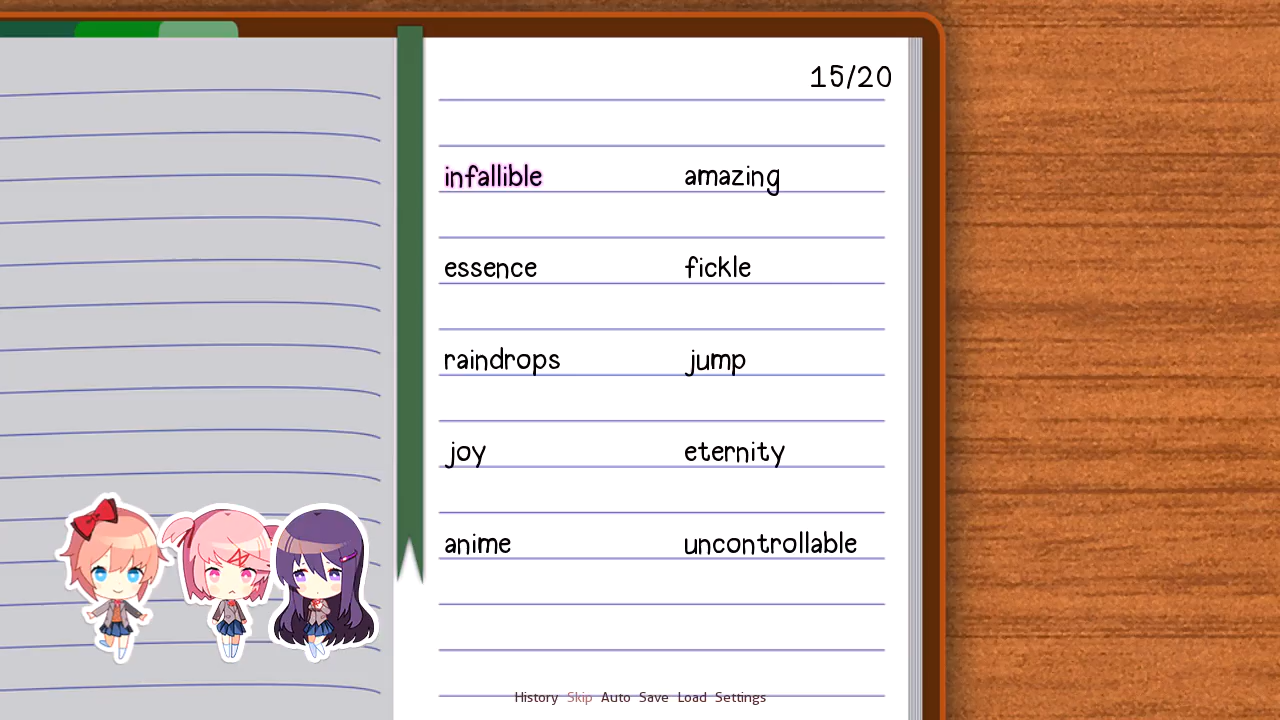 15/20
infallible amazing
essence fickle
raindrops jump
joy eternity
anime uncontrollable
History Skip Auto Save Load Settings